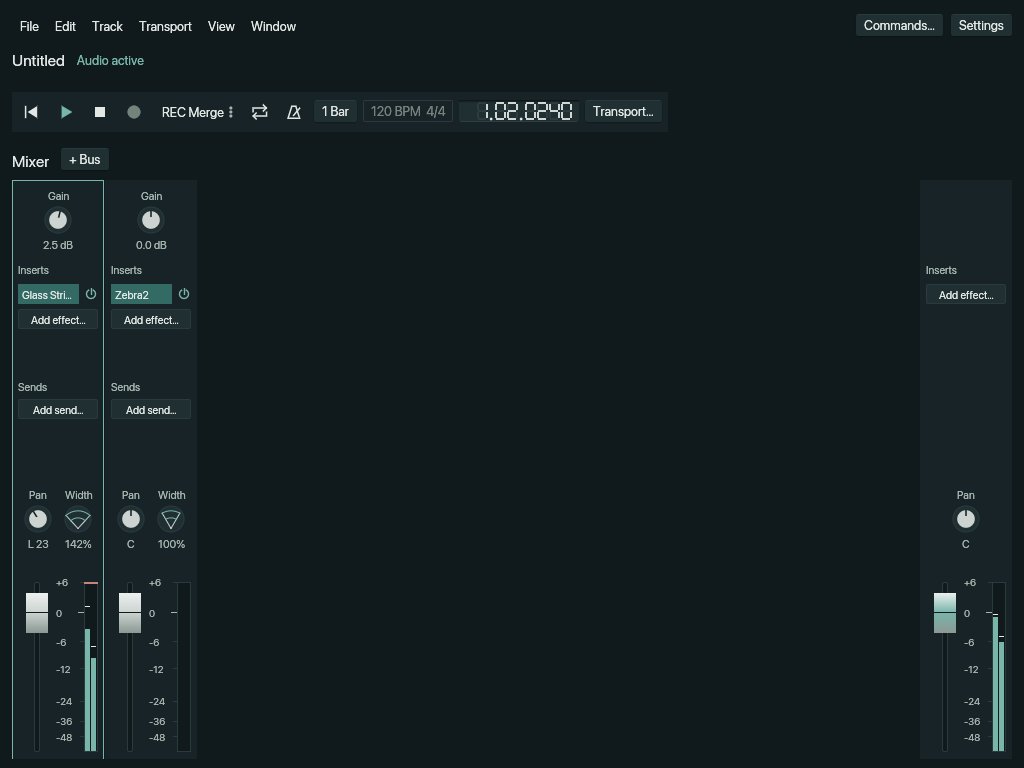 File Edit Track Transport View Window Commands... Settings
Untitled Audio active
REC Merge 1 Bar 120 BPM 4/4 1.02.0240 Transport...
Mixer + Bus
Gain Gain
2.5 dB 0.0 dB
Inserts Inserts Inserts
Glass Stri... Zebra2 Add effect...
Add effect... Add effect...
Sends Sends
Add send... Add send...
Pan Width Pan Width Pan
L 23 142% C 100% C
+6 +6 +6
0 0 0
-6 -6 -6
-12 -12 -12
-24 -24 -24
-36 -36 -36
-48 -48 -48